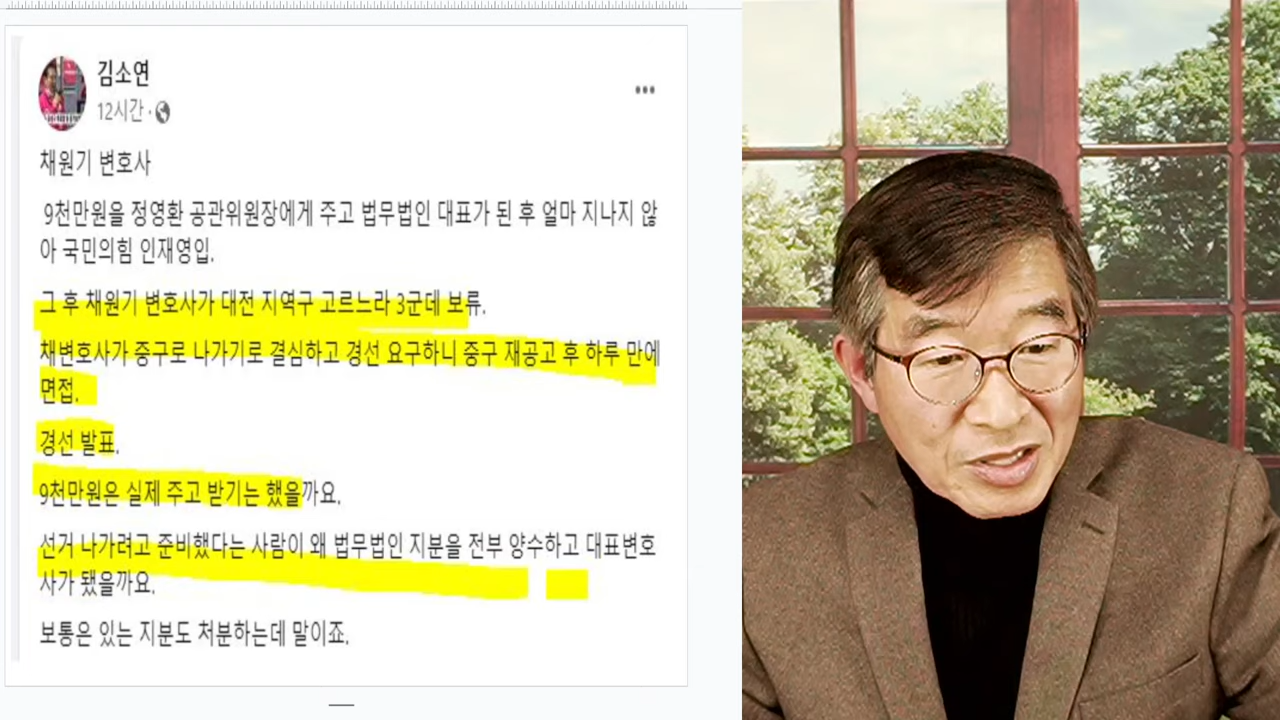 김소연
12시간 ·
채원기 변호사
9천만원을 정영환 공관위원장에게 주고 법무법인 대표가 된 후 얼마 지나지 않
아 국민의힘 인재영입.
그 후 채원기 변호사가 대전 지역구 고르느라 3군데 보류.
채변호사가 중구로 나가기로 결심하고 경선 요구하니 중구 재공고 후 하루 만에
면접.
경선 발표.
9천만원은 실제 주고 받기는 했을까요.
선거 나가려고 준비했다는 사람이 왜 법무법인 지분을 전부 양수하고 대표변호
사가 됐을까요.
보통은 있는 지분도 처분하는데 말이죠.